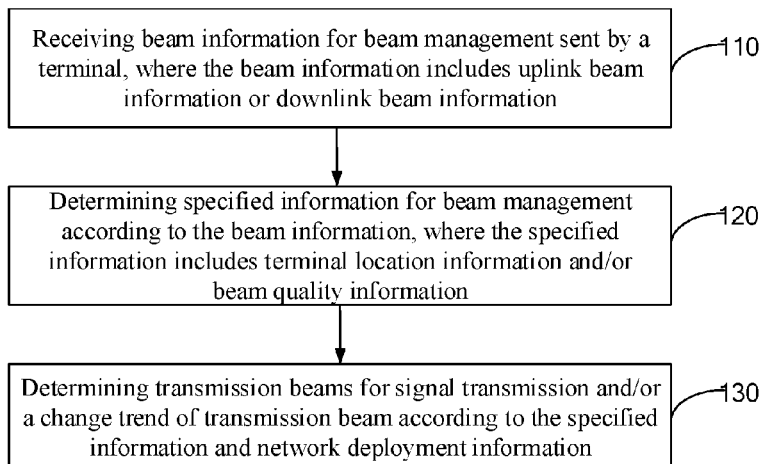 Receiving beam information for beam management sent by a
terminal, where the beam information includes uplink beam
information or downlink beam information
110
Determining specified information for beam management
according to the beam information, where the specified
information includes terminal location information and/or
beam quality information
120
Determining transmission beams for signal transmission and/or
a change trend of transmission beam according to the specified
information and network deployment information
130